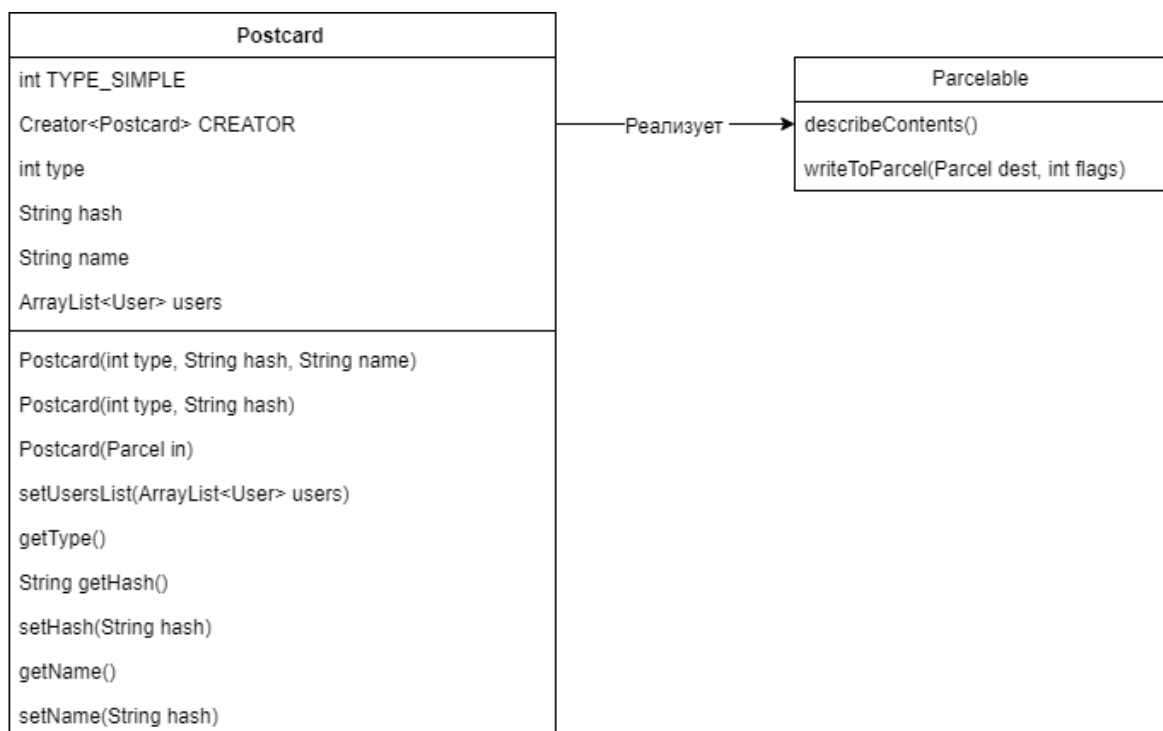 Postcard
int TYPE_SIMPLE
Creator<Postcard> CREATOR
int type
String hash
String name
ArrayList<User> users
Postcard(int type, String hash, String name)
Postcard(int type, String hash)
Postcard(Parcel in)
setUsersList(ArrayList<User> users)
getType()
String getHash()
setHash(String hash)
getName()
setName(String hash)
Реализует
Parcelable
describeContents()
writeToParcel(Parcel dest, int flags)